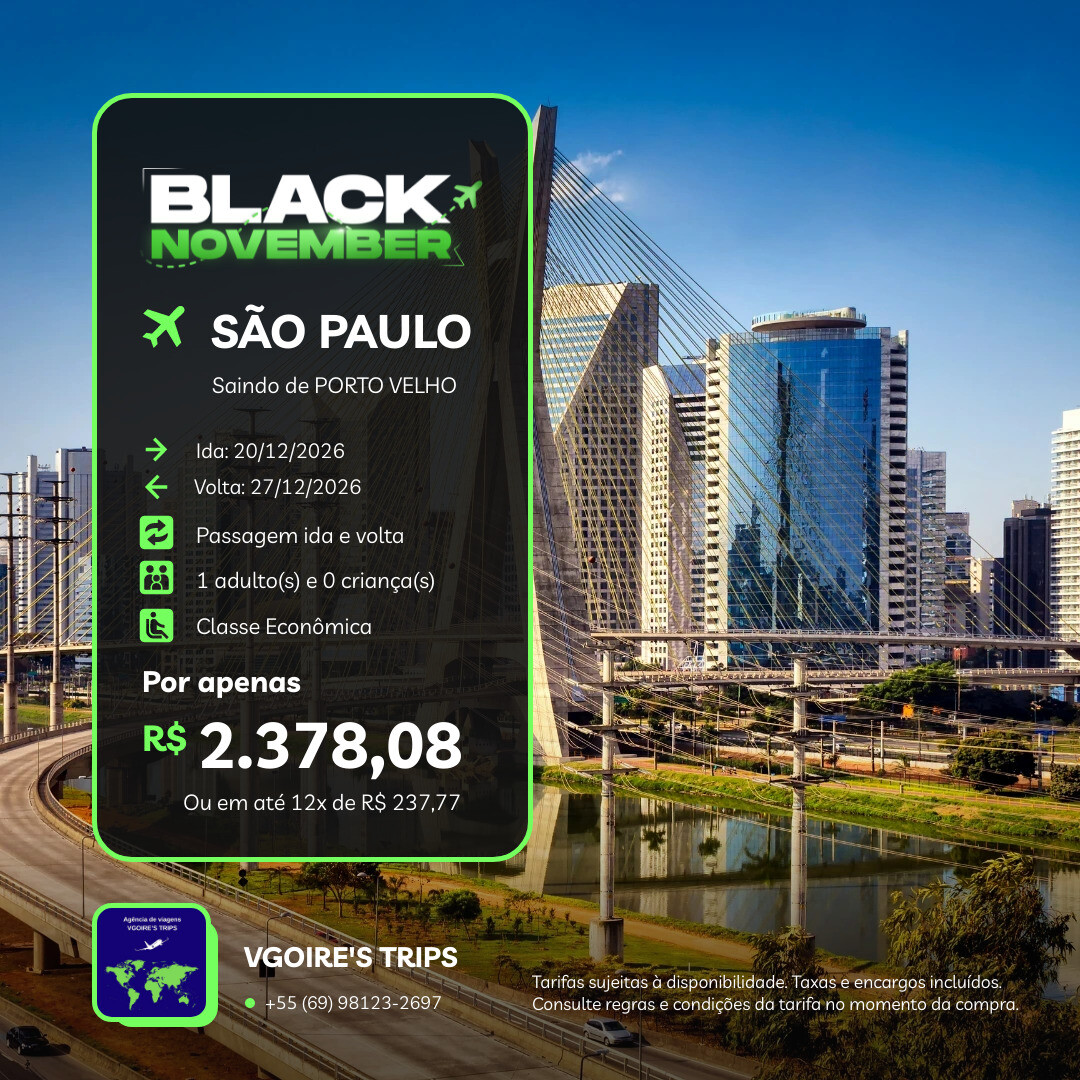 BLACK
NOVEMBER
SÃO PAULO
Saindo de PORTO VELHO
Ida: 20/12/2026
Volta: 27/12/2026
Passagem ida e volta
1 adulto(s) e 0 criança(s)
Classe Econômica
Por apenas
R$ 2.378,08
Ou em até 12x de R$ 237,77
Agência de viagens
VGOIRE'S TRIPS
VGOIRE'S TRIPS
+55 (69) 98123-2697
Tarifas sujeitas à disponibilidade. Taxas e encargos incluídos.
Consulte regras e condições da tarifa no momento da compra.